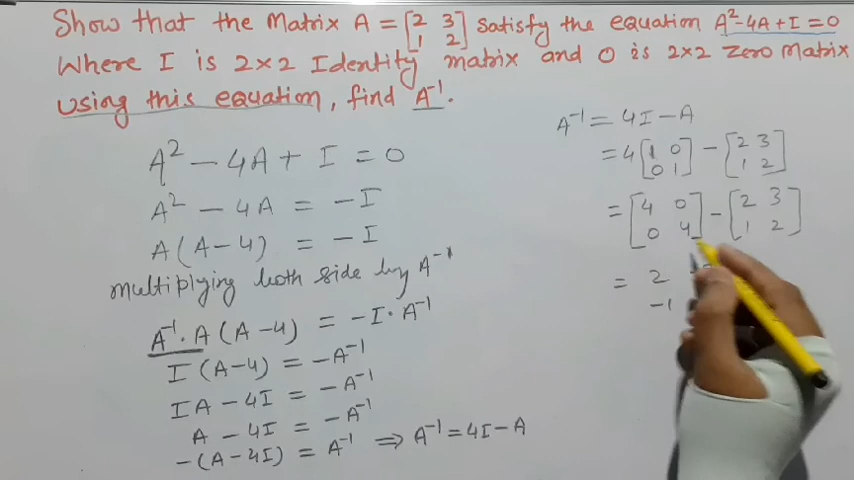 Show that the Matrix A = [2 3 1 2] satisfy the equation A² - 4A + I = 0
Where I is 2×2 Identity matrix and 0 is 2×2 Zero Matrix
using this equation, find A⁻¹.
A² - 4A + I = 0
A² - 4A = -I
A(A-4) = -I
multiplying both side by A⁻¹
A⁻¹. A (A-4) = -I. A⁻¹
I (A-4) = -A⁻¹
IA - 4I = -A⁻¹
A - 4I = -A⁻¹
-(A-4I) = A⁻¹ ⇒ A⁻¹ = 4I - A
A⁻¹ = 4I - A
= 4[1 0 0 1] - [2 3 1 2]
= [4 0 0 4] - [2 3 1 2]
= 2
-1